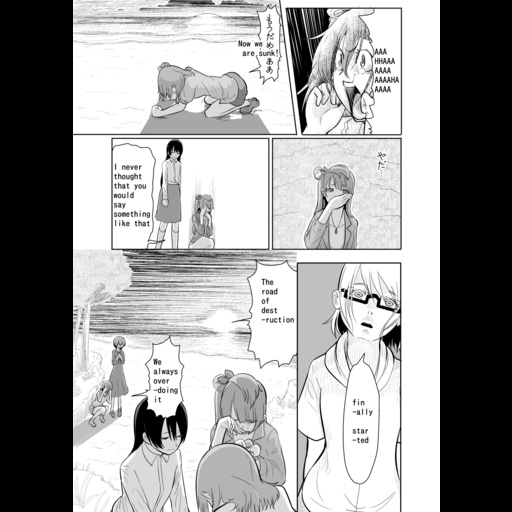 AAA
HHAAA
AAAA
AAAAHA
AAAA
もうだめああ
Now we
are sunk!
やだ…
I never
thought
that you
would
say
something
like that
fin
-ally
star
-ted
The
road
of
dest
-ruction
We
always
over
-doing
it